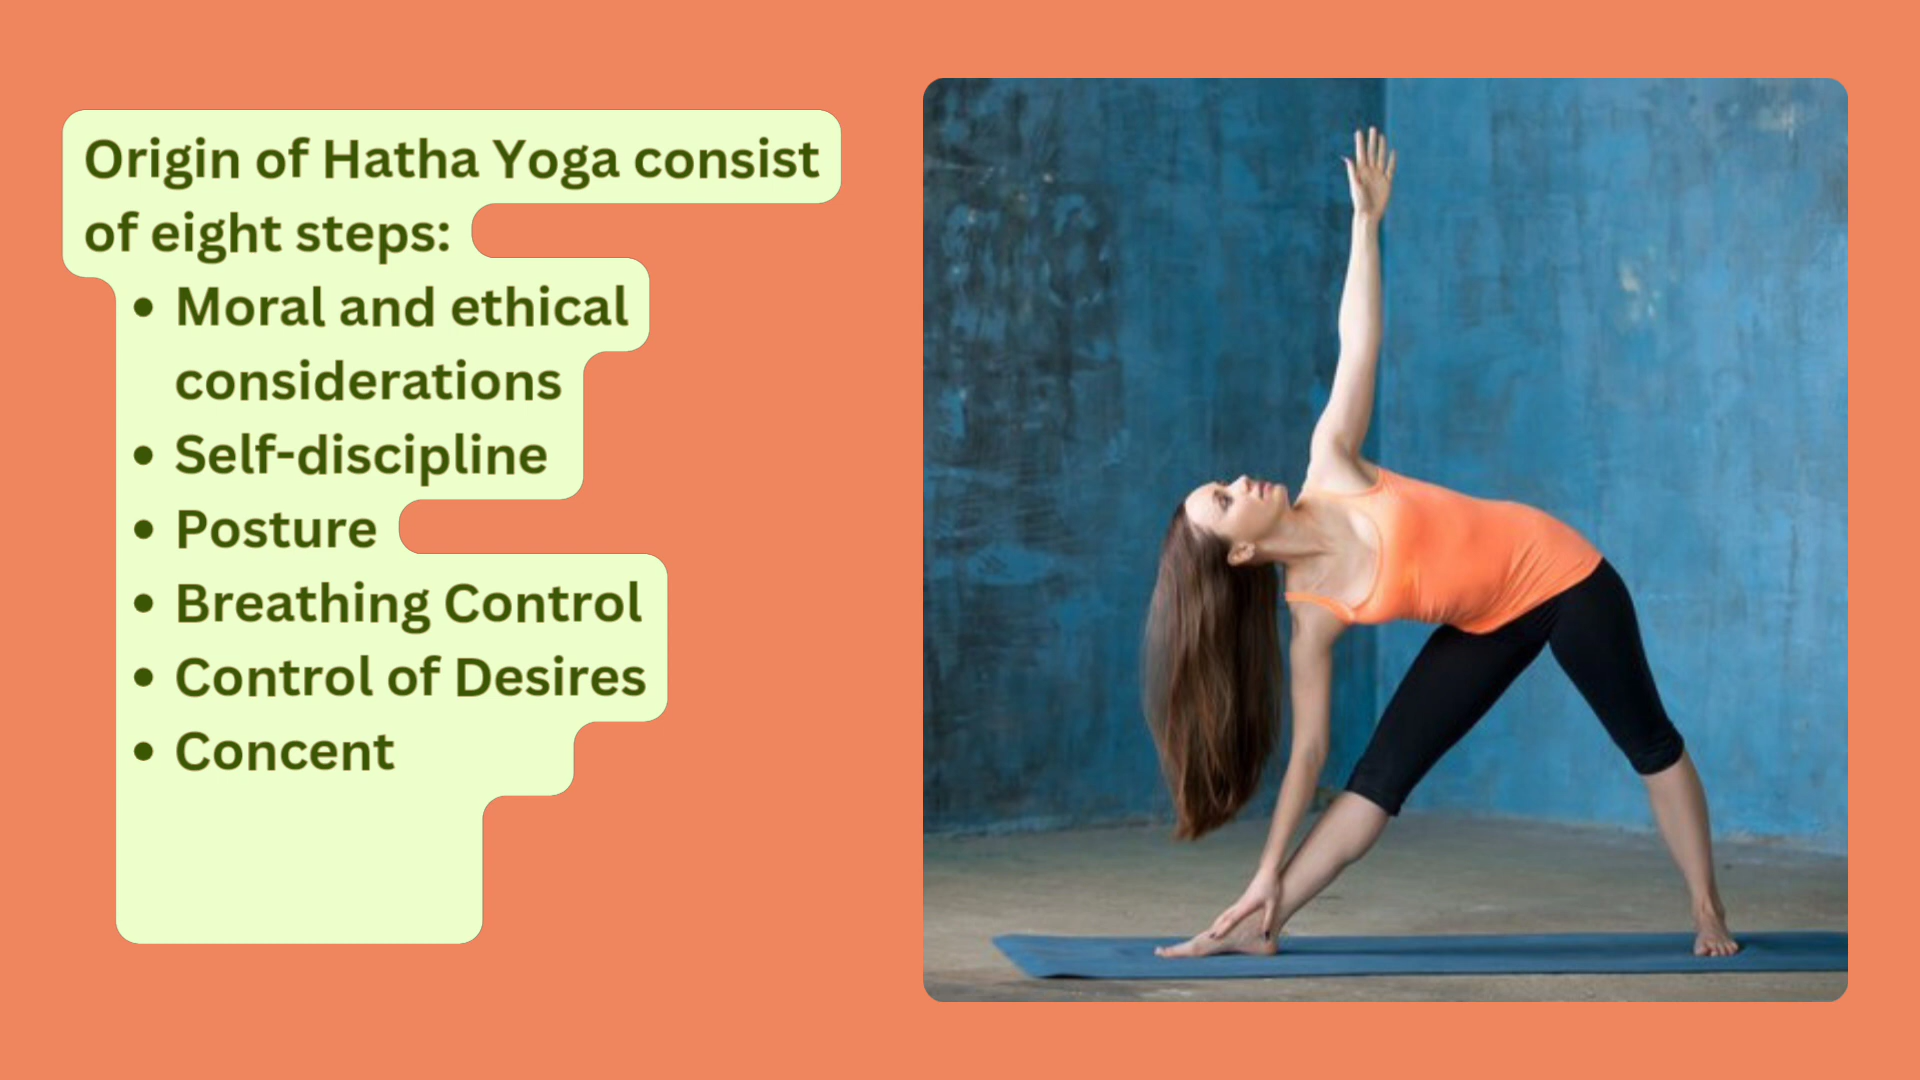 Origin of Hatha Yoga consist
of eight steps:
• Moral and ethical
considerations
• Self-discipline
• Posture
• Breathing Control
• Control of Desires
• Concent